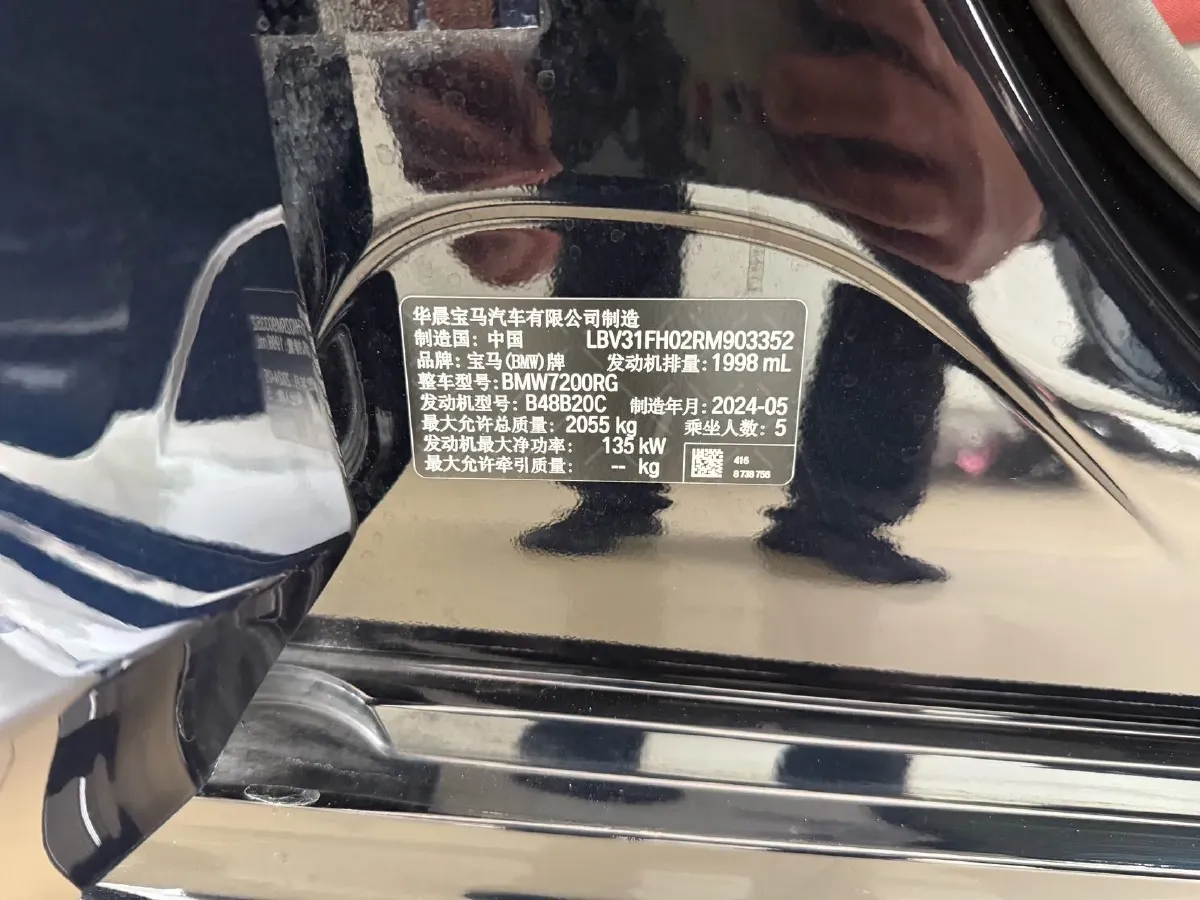 华晨宝马汽车有限公司制造
制造国：中国 LBV31FH02RM903352
品牌：宝马(BMW)牌 发动机排量：1998 mL
整车型号：BMW7200RG
发动机型号：B48B20C 制造年月：2024-05
最大允许总质量：2055 kg 乘坐人数：5
发动机最大净功率：135 kW
最大允许牵引质量：-- kg
416
8 738 756